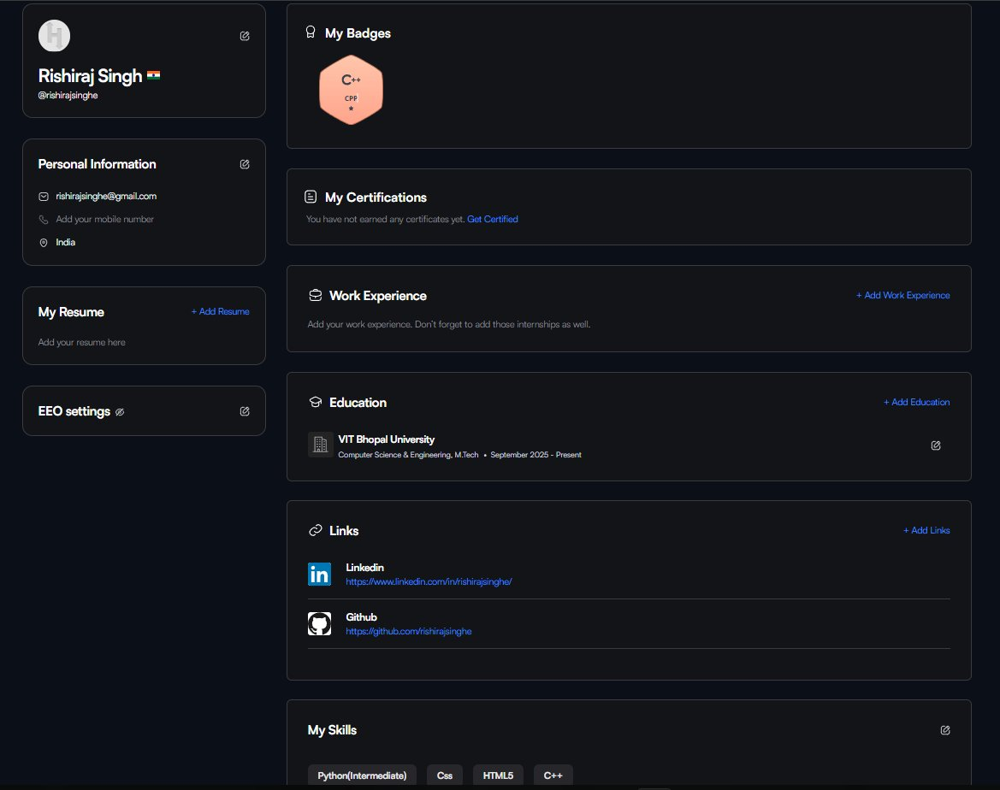 Rishiraj Singh
@rishirajsinghe
Personal Information
rishirajsinghe@gmail.com
Add your mobile number
India
My Resume
+ Add Resume
Add your resume here
EEO settings
My Badges
C++
CPP
My Certifications
You have not earned any certificates yet. Get Certified
Work Experience
+ Add Work Experience
Add your work experience. Don't forget to add those internships as well.
Education
+ Add Education
VIT Bhopal University
Computer Science & Engineering, M.Tech • September 2025 - Present
Links
+ Add Links
Linkedin
https://www.linkedin.com/in/rishirajsinghe/
Github
https://github.com/rishirajsinghe
My Skills
Python(Intermediate) Css HTML5 C++